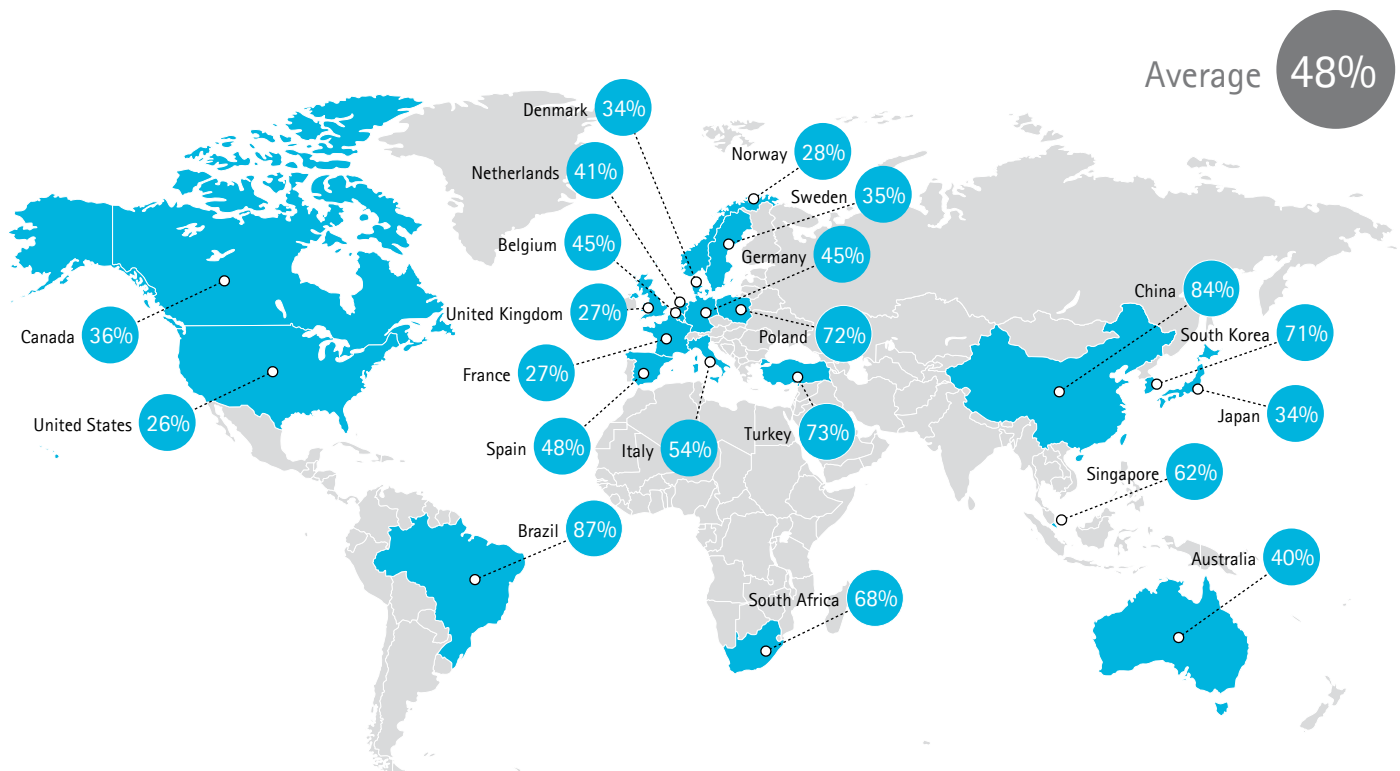 Average 48%
Denmark 34%
Norway 28%
Netherlands 41%
Sweden 35%
Belgium 45%
Germany 45%
China 84%
United Kingdom 27%
Canada 36%
Poland 72%
South Korea 71%
France 27%
United States 26%
Japan 34%
Spain 48%
Italy 54%
Turkey 73%
Singapore 62%
Brazil 87%
Australia 40%
South Africa 68%